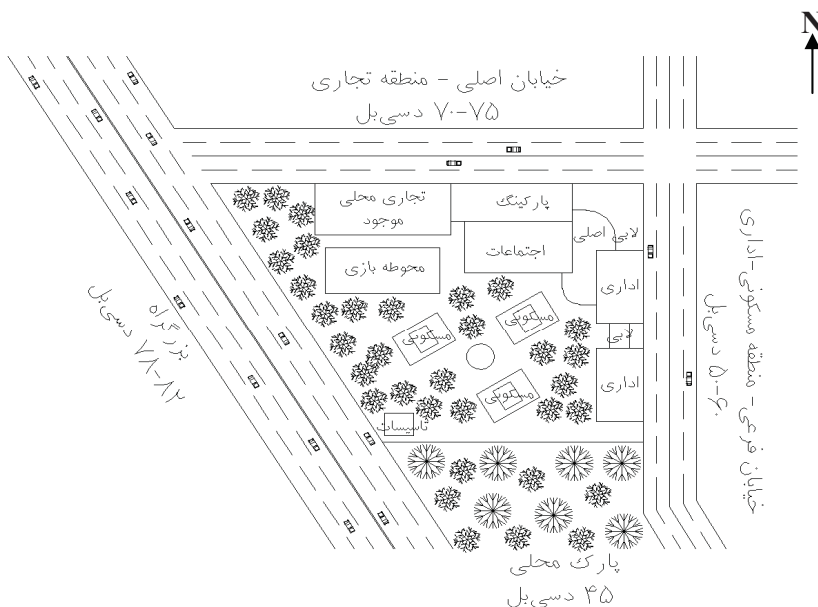 N
خیابان اصلی - منطقه تجاری
۷۰-۷۵ دسی‌بل
تجاری محلی
موجود
پارکینگ
لابی اصلی
اجتماعات
محوطه بازی
اداری
لابی
اداری
مسکونی
مسکونی
مسکونی
تاسیسات
خیابان فرعی - منطقه مسکونی-اداری
۵۰-۶۰ دسی‌بل
بزرگراه
۷۸-۸۲ دسی‌بل
پارک محلی
۴۵ دسی‌بل